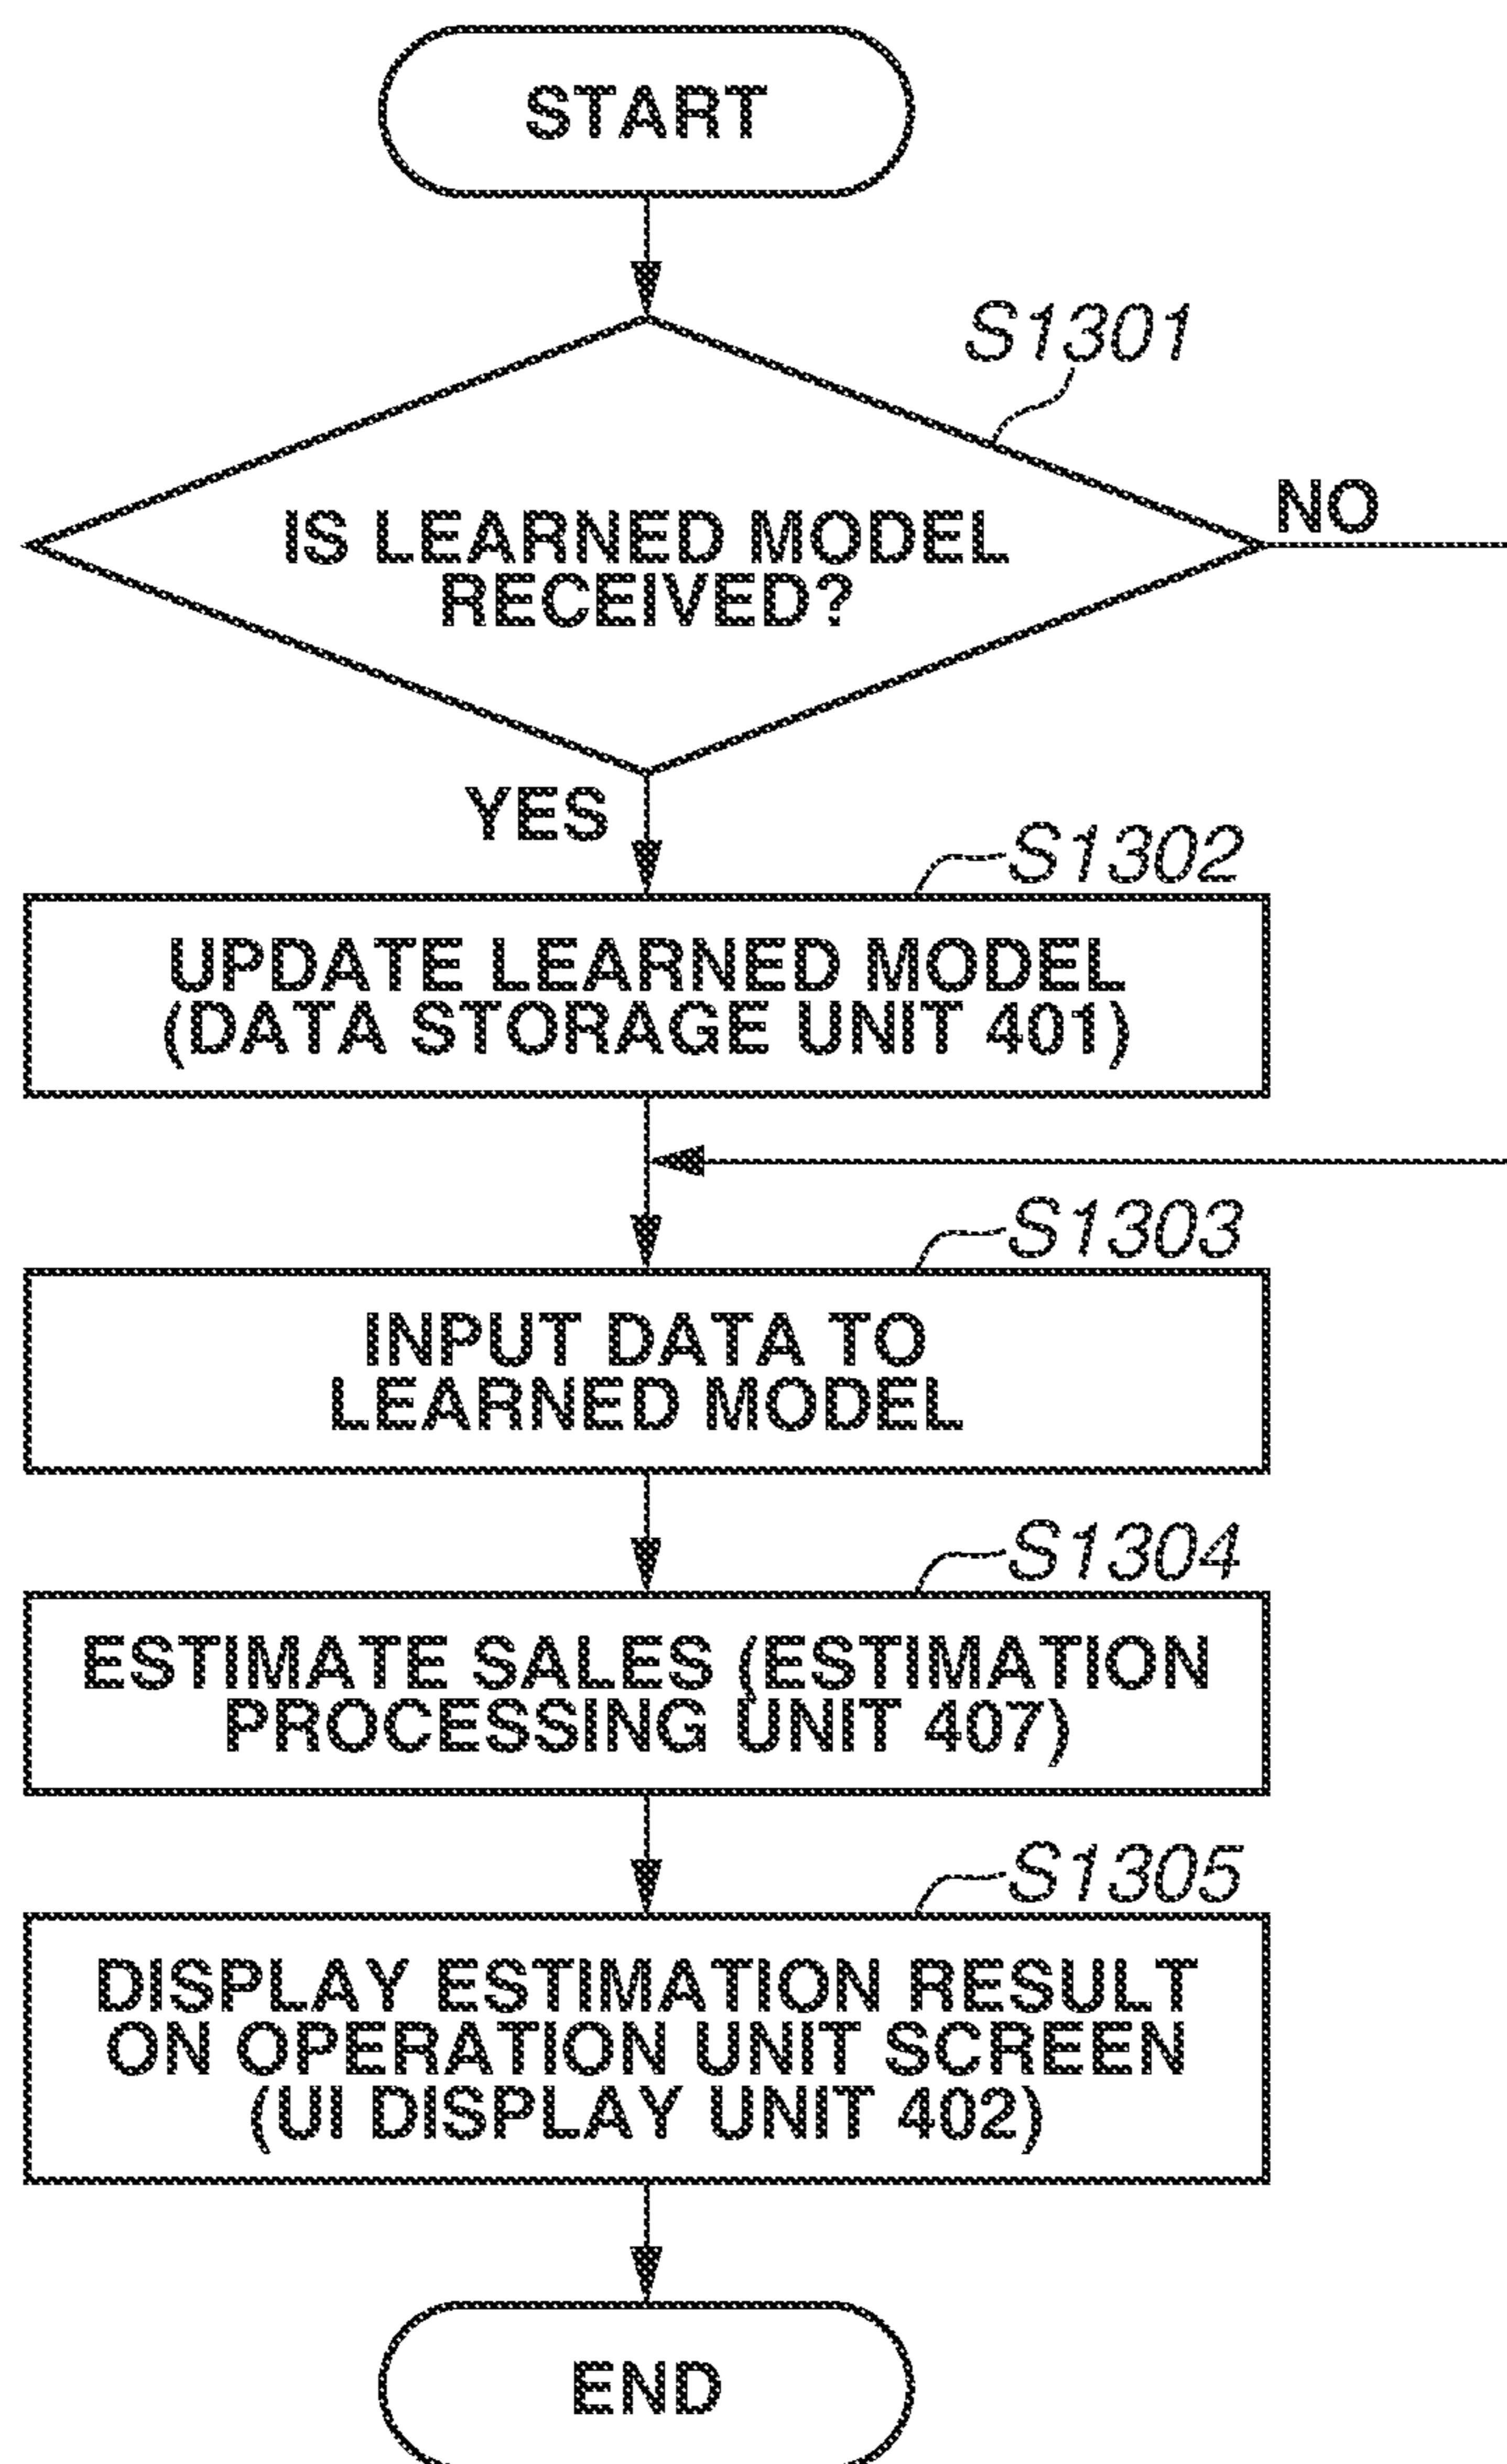 START
S1301
IS LEARNED MODEL
RECEIVED?
NO
YES
S1302
UPDATE LEARNED MODEL
(DATA STORAGE UNIT 401)
S1303
INPUT DATA TO
LEARNED MODEL
S1304
ESTIMATE SALES (ESTIMATION
PROCESSING UNIT 407)
S1305
DISPLAY ESTIMATION RESULT
ON OPERATION UNIT SCREEN
(UI DISPLAY UNIT 402)
END